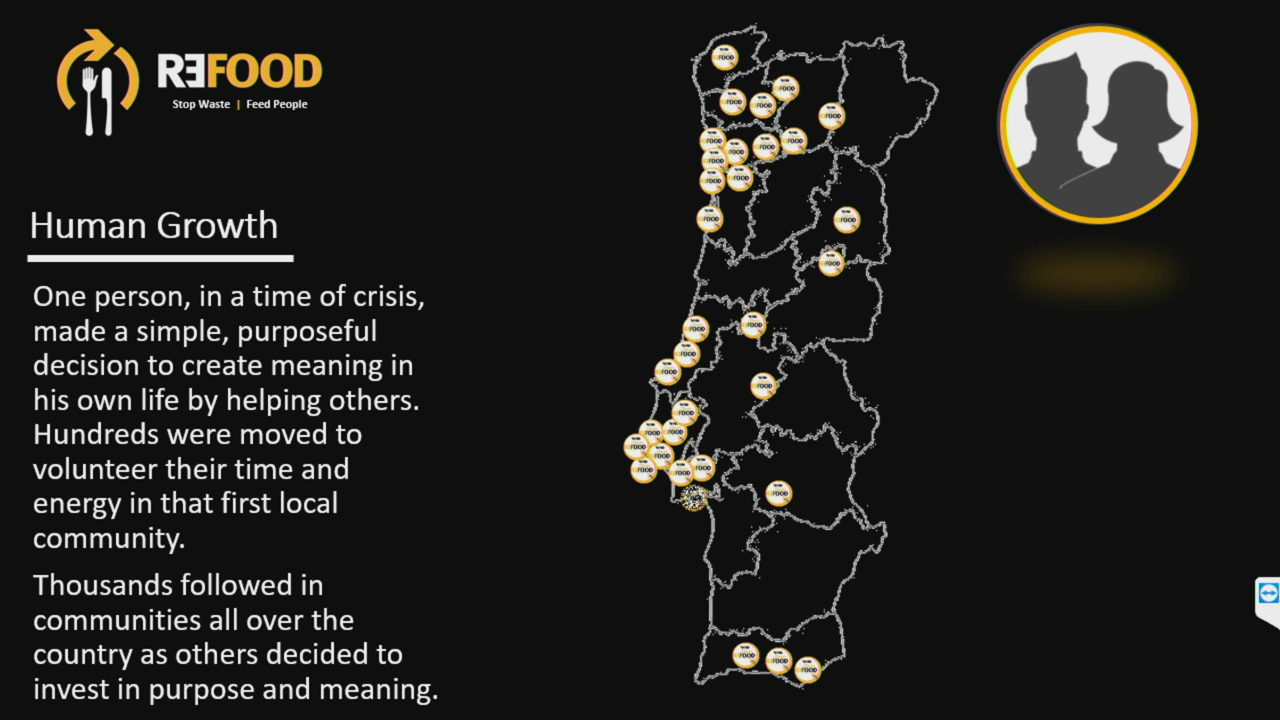 REFOOD
Stop Waste | Feed People
Human Growth
One person, in a time of crisis,
made a simple, purposeful
decision to create meaning in
his own life by helping others.
Hundreds were moved to
volunteer their time and
energy in that first local
community.
Thousands followed in
communities all over the
country as others decided to
invest in purpose and meaning.